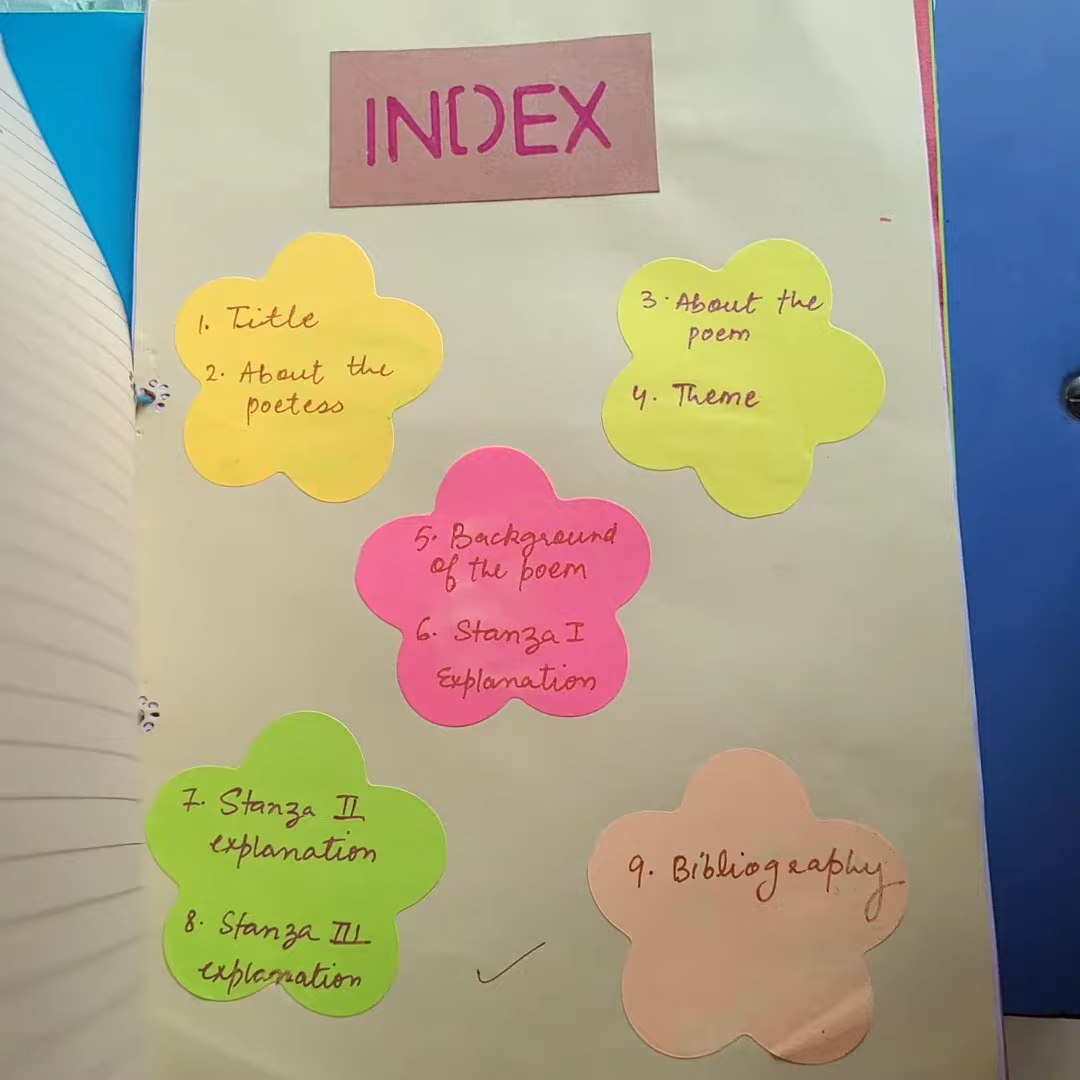 INDEX
1. Title
2. About the
poetess
3. About the
poem
4. Theme
5. Background
of the poem
6. Stanza I
Explanation
7. Stanza II
explanation
8. Stanza III
explanation
9. Bibliography